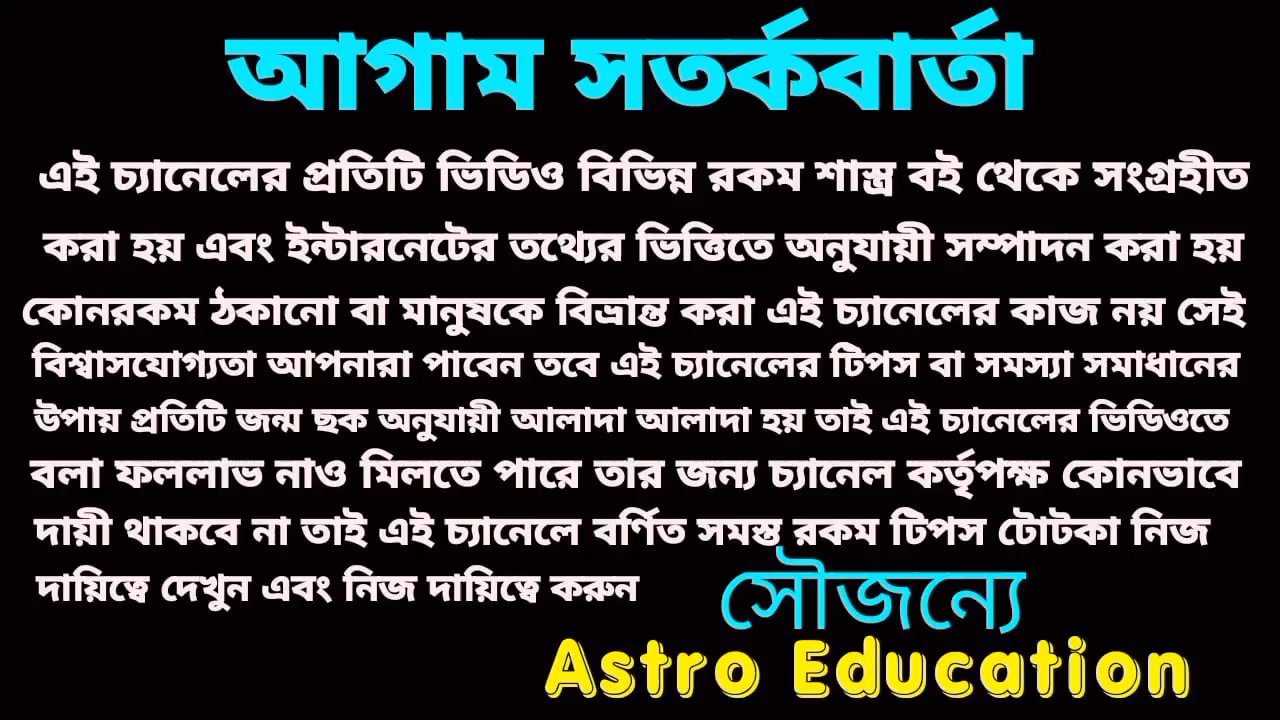 আগাম সতর্কবার্তা
এই চ্যানেলের প্রতিটি ভিডিও বিভিন্ন রকম শাস্ত্র বই থেকে সংগ্রহীত
করা হয় এবং ইন্টারনেটের তথ্যের ভিত্তিতে অনুযায়ী সম্পাদন করা হয়
কোনরকম ঠকানো বা মানুষকে বিভ্রান্ত করা এই চ্যানেলের কাজ নয় সেই
বিশ্বাসযোগ্যতা আপনারা পাবেন তবে এই চ্যানেলের টিপস বা সমস্যা সমাধানের
উপায় প্রতিটি জন্ম ছক অনুযায়ী আলাদা আলাদা হয় তাই এই চ্যানেলের ভিডিওতে
বলা ফললাভ নাও মিলতে পারে তার জন্য চ্যানেল কর্তৃপক্ষ কোনভাবে
দায়ী থাকবে না তাই এই চ্যানেলে বর্ণিত সমস্ত রকম টিপস টোটকা নিজ
দায়িত্বে দেখুন এবং নিজ দায়িত্বে করুন
সৌজন্যে
Astro Education